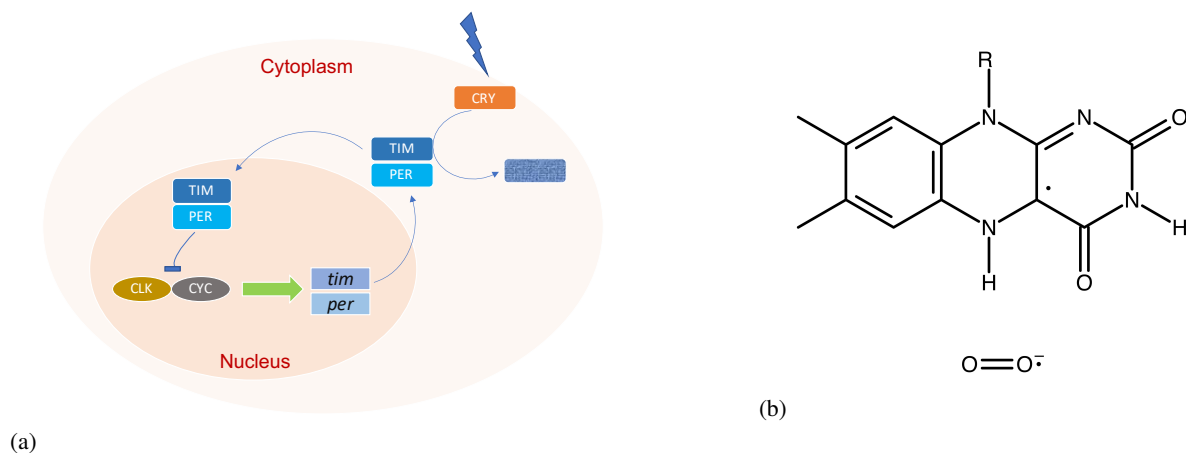 Cytoplasm
CRY
TIM
PER
TIM
PER
CLK
CYC
tim
per
Nucleus
(a)
R
N
N
O
N
N
H
H
O
O=O⁻·
(b)